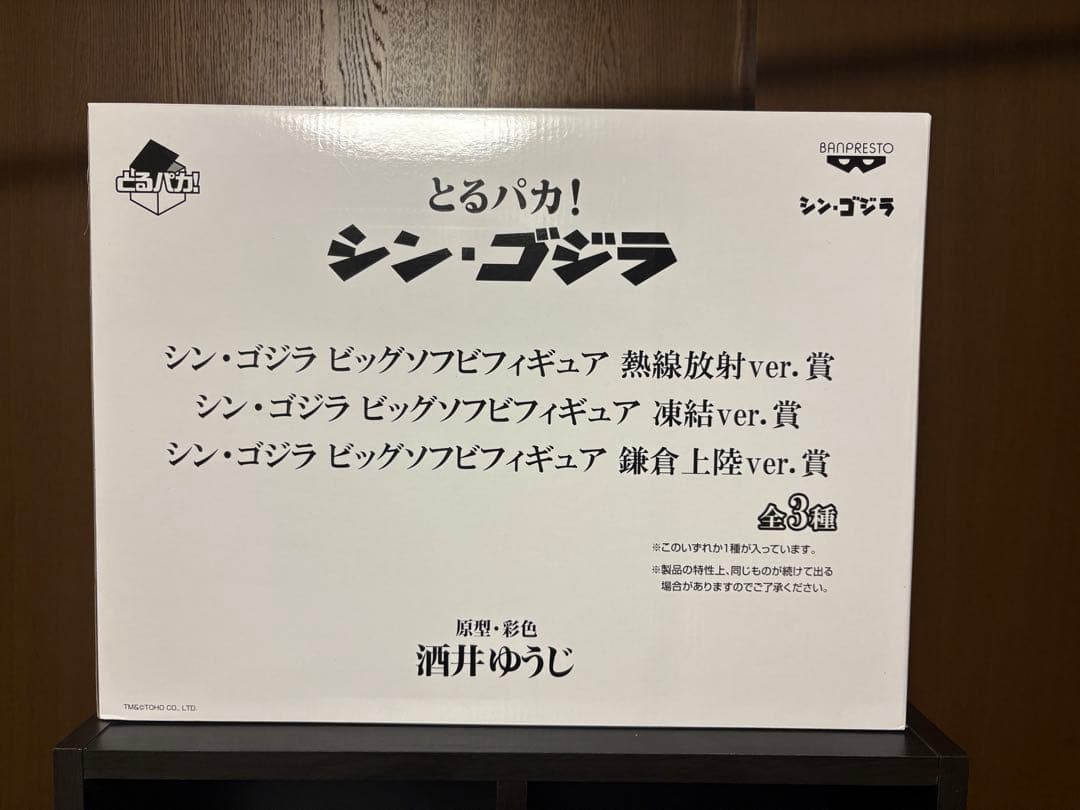 とるパカ!
BANPRESTO
シン・ゴジラ
とるパカ!
シン・ゴジラ
シン・ゴジラ ビッグソフビフィギュア 熱線放射ver.賞
シン・ゴジラ ビッグソフビフィギュア 凍結ver.賞
シン・ゴジラ ビッグソフビフィギュア 鎌倉上陸ver.賞
全3種
※このいずれか1種が入っています。
※製品の特性上、同じものが続けて出る
場合がありますのでご了承ください。
原型・彩色
酒井ゆうじ
TM&©TOHO CO., LTD.